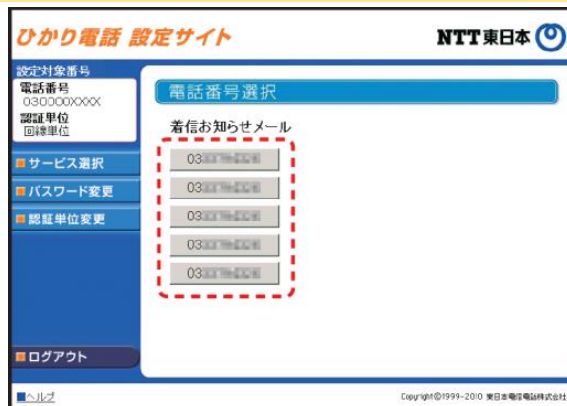 ひかり電話 設定サイト
NTT東日本
設定対象番号
電話番号
030000XXXX
認証単位
回線単位
サービス選択
パスワード変更
認証単位変更
ログアウト
電話番号選択
着信お知らせメール
03
03
03
03
03
ヘルプ
Copyright©1999-2010 東日本電信電話株式会社